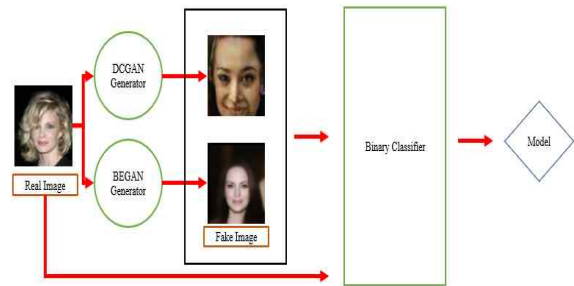 DCGAN
Generator
BEGAN
Generator
Real Image
Fake Image
Binary Classifier
Model